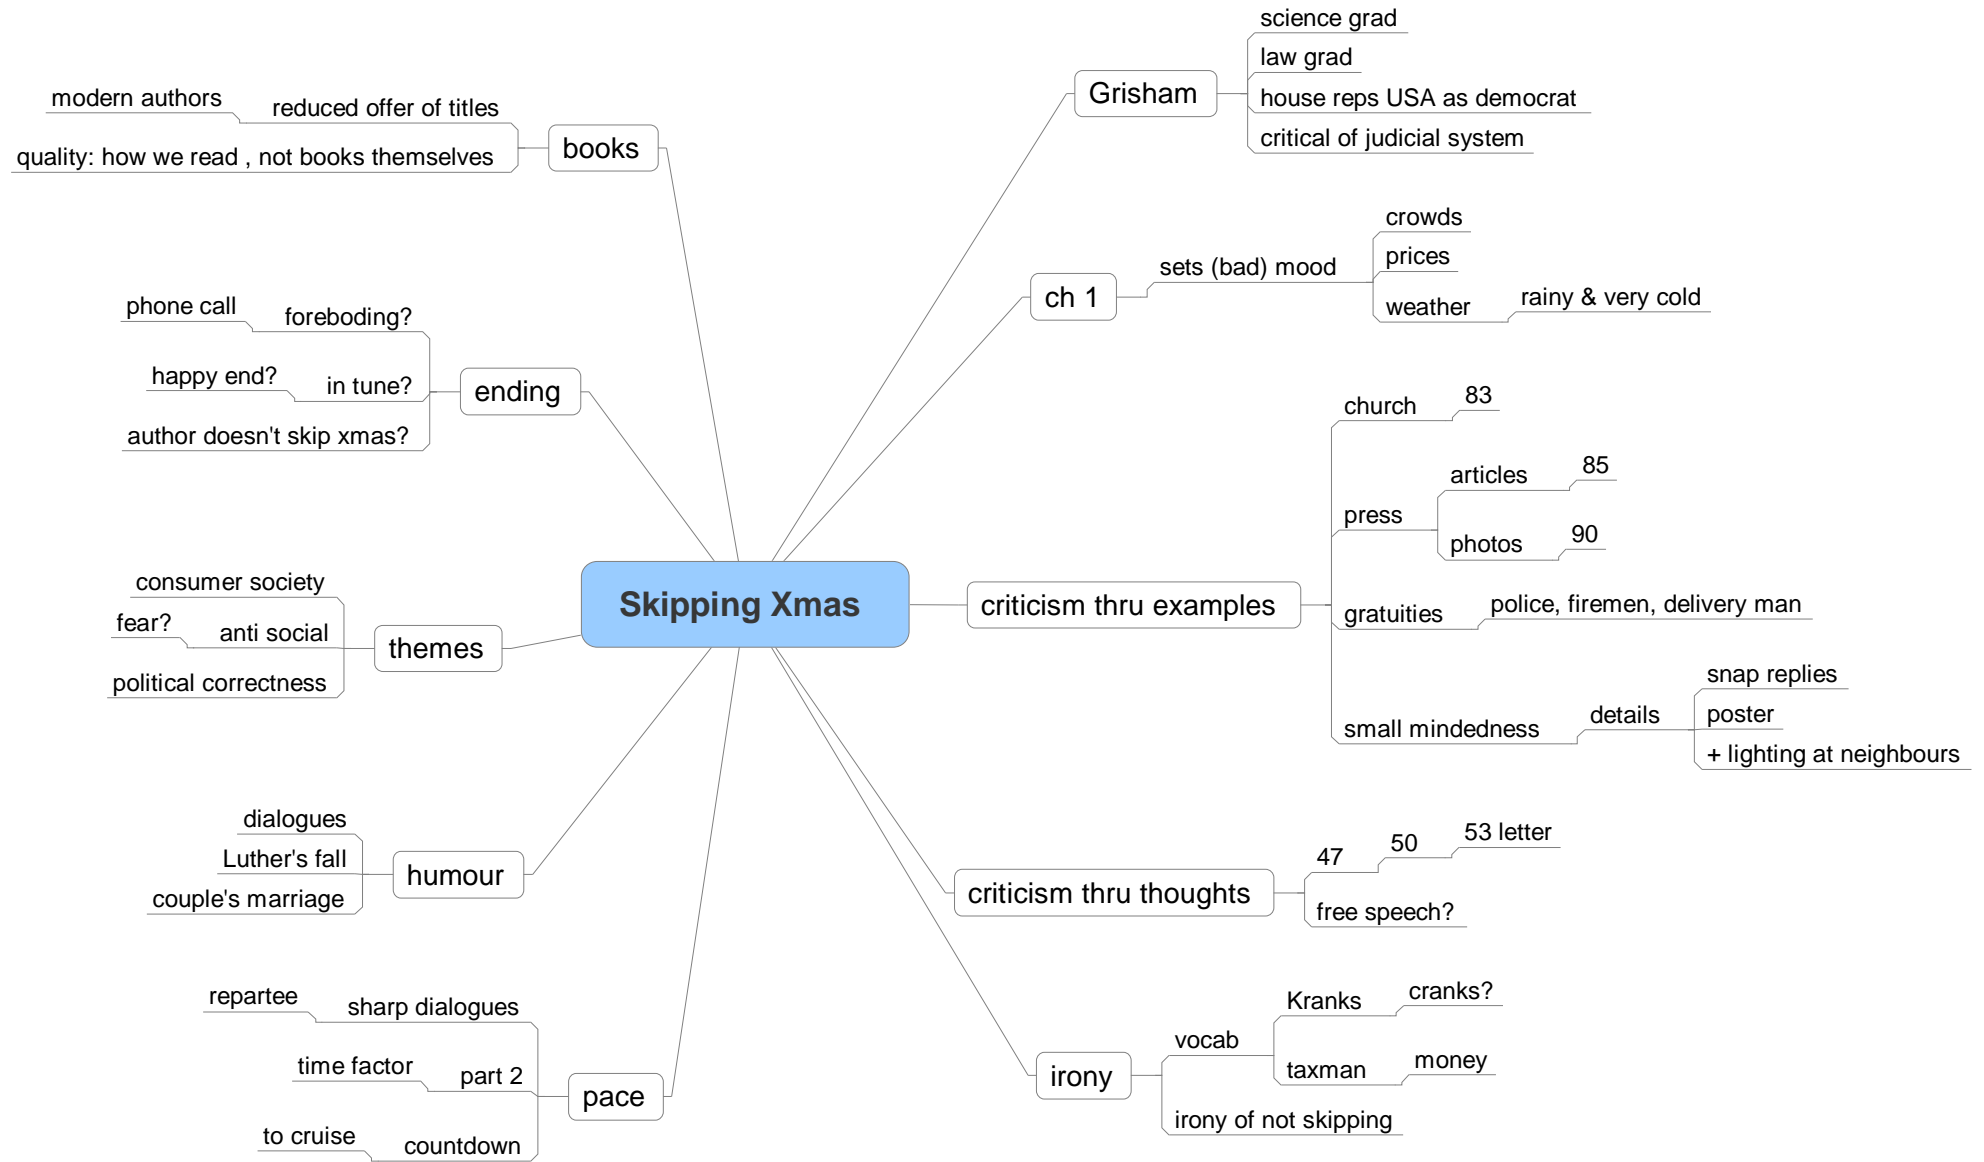 Skipping Xmas
Grisham
science grad
law grad
house reps USA as democrat
critical of judicial system
ch 1
sets (bad) mood
crowds
prices
weather
rainy & very cold
criticism thru examples
church
83
press
articles
85
photos
90
gratuities
police, firemen, delivery man
small mindedness
details
snap replies
poster
+ lighting at neighbours
criticism thru thoughts
47
50
53 letter
free speech?
irony
vocab
Kranks
cranks?
taxman
money
irony of not skipping
books
reduced offer of titles
modern authors
quality: how we read , not books themselves
ending
foreboding?
phone call
in tune?
happy end?
author doesn't skip xmas?
themes
consumer society
anti social
fear?
political correctness
humour
dialogues
Luther's fall
couple's marriage
pace
sharp dialogues
repartee
part 2
time factor
countdown
to cruise